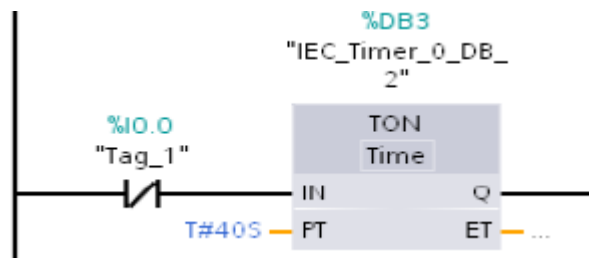 %DB3
"IEC_Timer_0_DB_
2"
%I0.0
"Tag_1"
TON
Time
IN
Q
T#40S
PT
ET
...